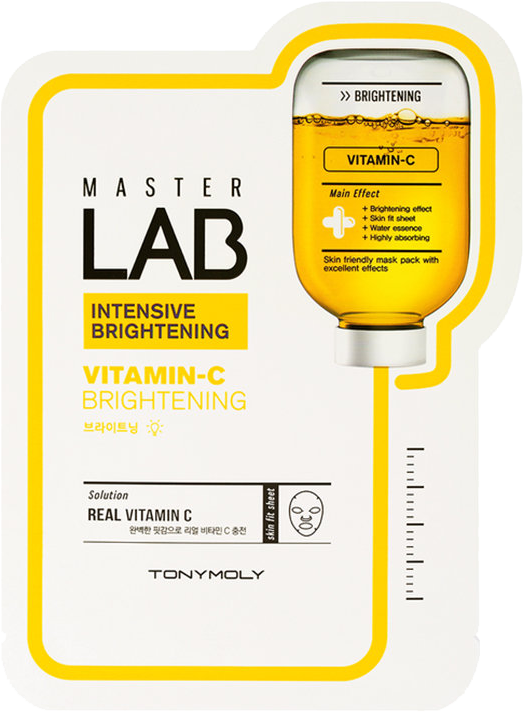 BRIGHTENING
VITAMIN-C
Main Effect
+ Brightening effect
+ Skin fit sheet
+ Water essence
+ Highly absorbing
Skin friendly mask pack with
excellent effects
MASTER
LAB
INTENSIVE
BRIGHTENING
VITAMIN-C
BRIGHTENING
브라이트닝
Solution
REAL VITAMIN C
완벽한 핏감으로 리얼 비타민 C 충전
skin fit sheet
TONYMOLY